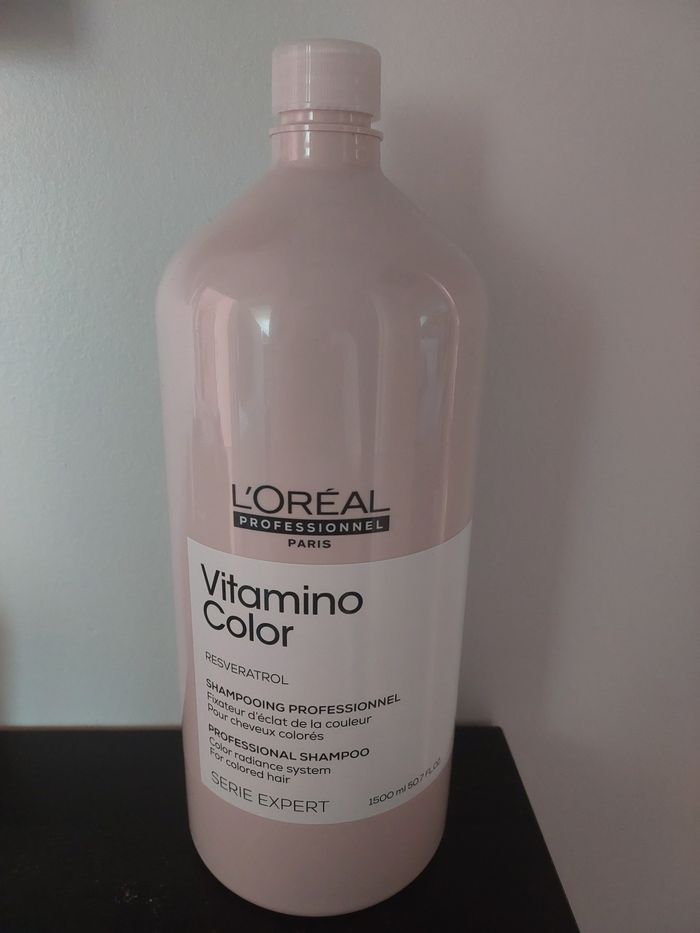 L'ORÉAL
PROFESSIONNEL
PARIS
Vitamino
Color
RESVERATROL
SHAMPOOING PROFESSIONNEL
Fixateur d'éclat de la couleur
Pour cheveux colorés
PROFESSIONAL SHAMPOO
Color radiance system
For colored hair
SERIE EXPERT
1500 ml 50.7 FL.OZ.